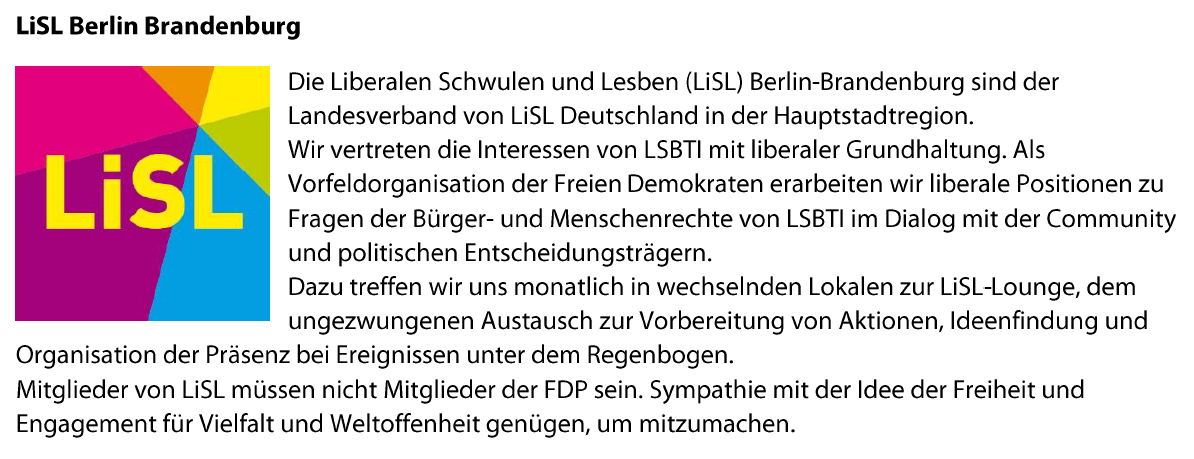 LiSL Berlin Brandenburg
LiSL
Die Liberalen Schwulen und Lesben (LiSL) Berlin-Brandenburg sind der
Landesverband von LiSL Deutschland in der Hauptstadtregion.
Wir vertreten die Interessen von LSBTI mit liberaler Grundhaltung. Als
Vorfeldorganisation der Freien Demokraten erarbeiten wir liberale Positionen zu
Fragen der Bürger- und Menschenrechte von LSBTI im Dialog mit der Community
und politischen Entscheidungsträgern.
Dazu treffen wir uns monatlich in wechselnden Lokalen zur LiSL-Lounge, dem
ungezwungenen Austausch zur Vorbereitung von Aktionen, Ideenfindung und
Organisation der Präsenz bei Ereignissen unter dem Regenbogen.
Mitglieder von LiSL müssen nicht Mitglieder der FDP sein. Sympathie mit der Idee der Freiheit und
Engagement für Vielfalt und Weltoffenheit genügen, um mitzumachen.